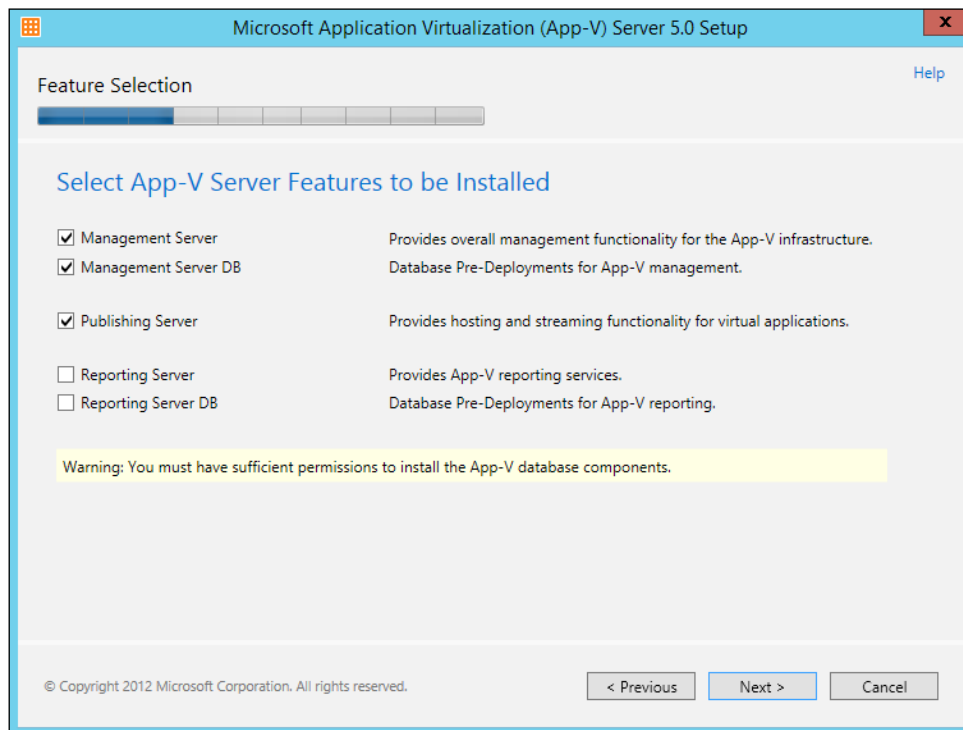 Microsoft Application Virtualization (App-V) Server 5.0 Setup
x
Help
Feature Selection
Select App-V Server Features to be Installed
Management Server Provides overall management functionality for the App-V infrastructure.
Management Server DB Database Pre-Deployments for App-V management.
Publishing Server Provides hosting and streaming functionality for virtual applications.
Reporting Server Provides App-V reporting services.
Reporting Server DB Database Pre-Deployments for App-V reporting.
Warning: You must have sufficient permissions to install the App-V database components.
© Copyright 2012 Microsoft Corporation. All rights reserved. < Previous Next > Cancel